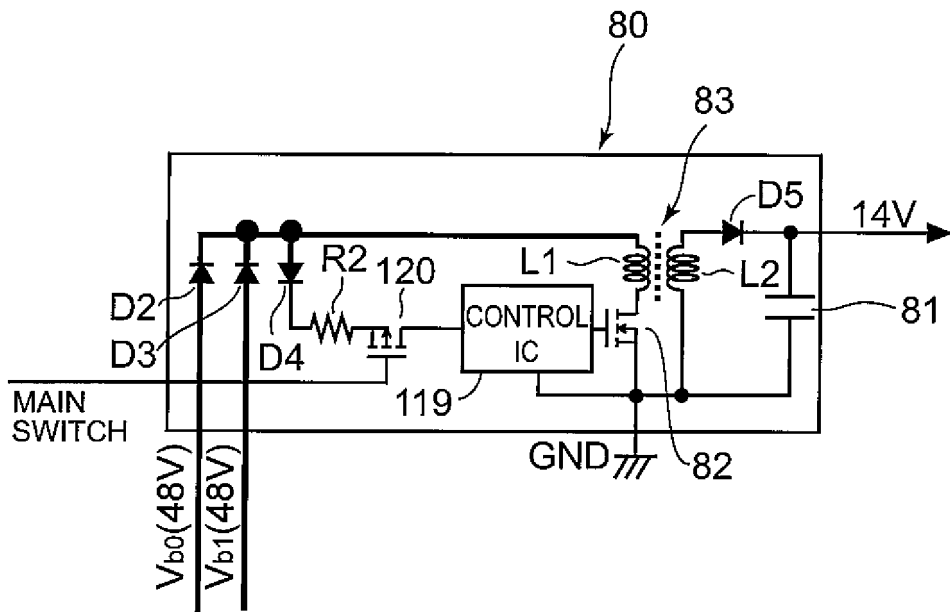 80
83
D5
14V
R2
120
L1
L2
D2
D3
D4
CONTROL
IC
81
MAIN
SWITCH
119
GND
82
Vb0(48V)
Vb1(48V)